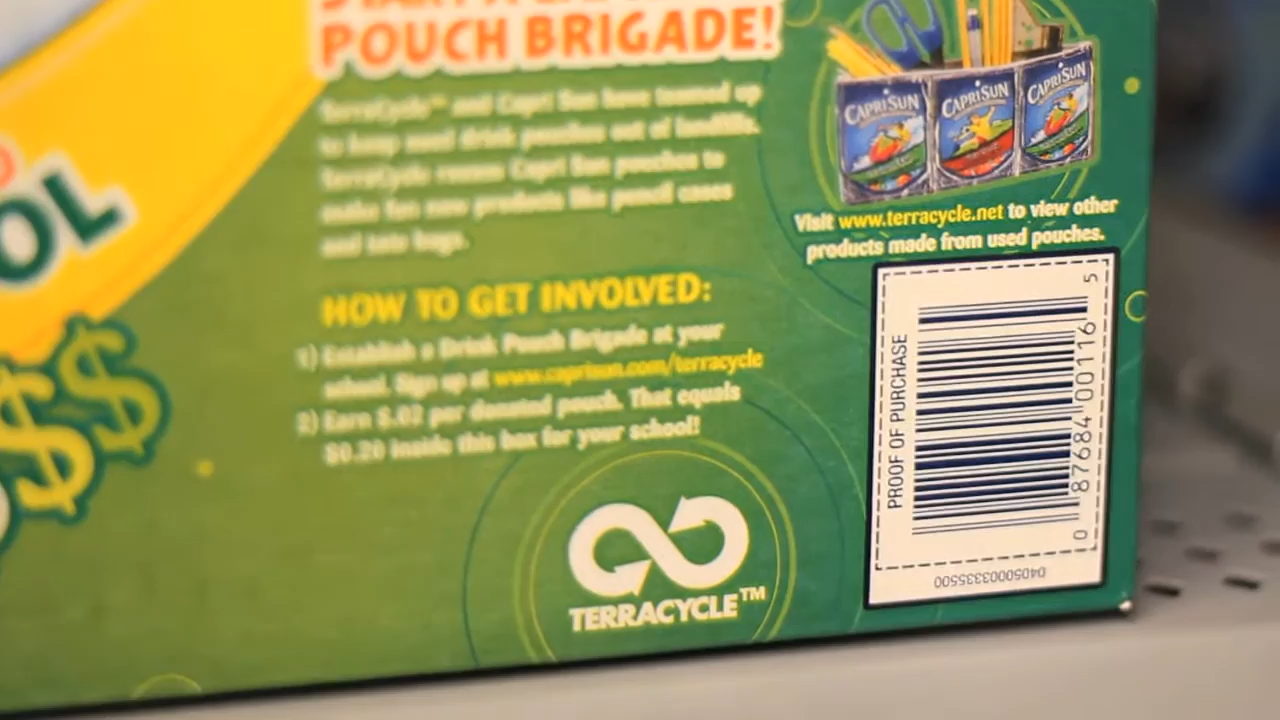 POUCH BRIGADE!
TerraCycle™ and Capri Sun have teamed up
to keep used drink pouches out of landfills.
TerraCycle reuses Capri Sun pouches to
make fun new products like pencil cases
and tote bags.
HOW TO GET INVOLVED:
1) Establish a Drink Pouch Brigade at your
school. Sign up at www.caprisun.com/terracycle
2) Earn $.02 per donated pouch. That equals
$0.20 inside this box for your school!
TERRACYCLE™
OL
$$
CAPRI SUN
CAPRI SUN
CAPRI SUN
Visit www.terracycle.net to view other
products made from used pouches.
PROOF OF PURCHASE
0 87684 00116 5
0405000333500